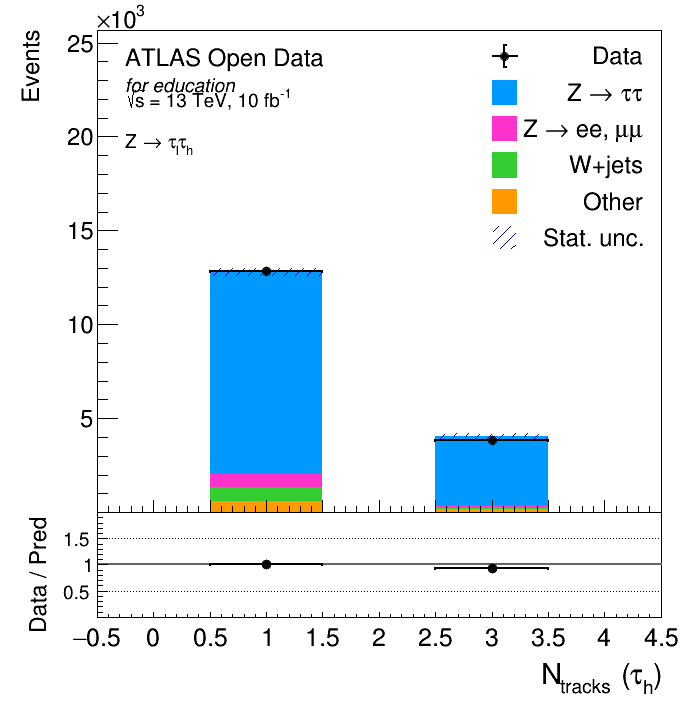 ×10³
Events
25
20
15
10
5
ATLAS Open Data
for education
√s = 13 TeV, 10 fb⁻¹
Z → τₗτₕ
Data
Z → ττ
Z → ee, μμ
W+jets
Other
Stat. unc.
Data / Pred
1.5
1
0.5
−0.5 0 0.5 1 1.5 2 2.5 3 3.5 4 4.5
N_tracks (τₕ)